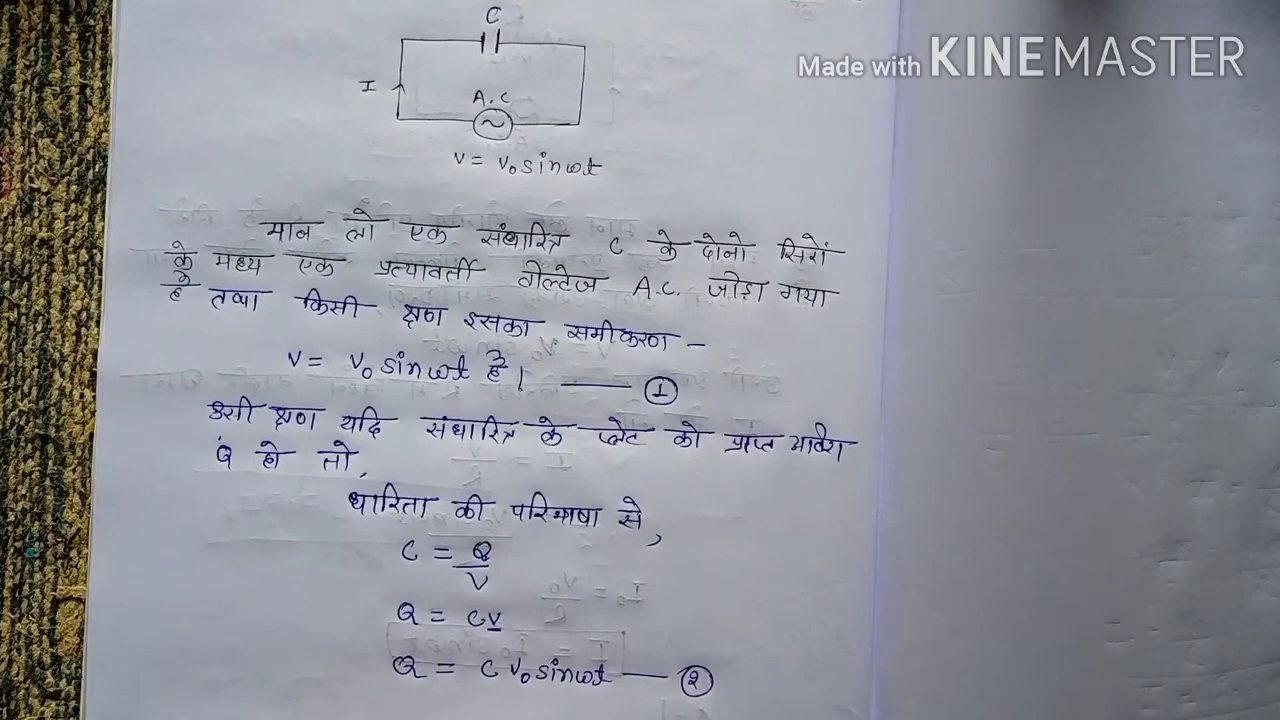 Made with KINEMASTER
C
I
A.C
~
V = V₀ sinωt
मान लो एक संधारित्र C के दोनो सिरों
के मध्य एक प्रत्यावर्ती वोल्टेज A.C. जोड़ा गया
है तथा किसी क्षण इसका समीकरण –
V = V₀ sinωt है। —— ①
उसी क्षण यदि संधारित्र के प्लेट को प्राप्त आवेश
Q हो तो,
धारिता की परिभाषा से,
C = Q/V
Q = CV
Q = C V₀ sinωt —— ②